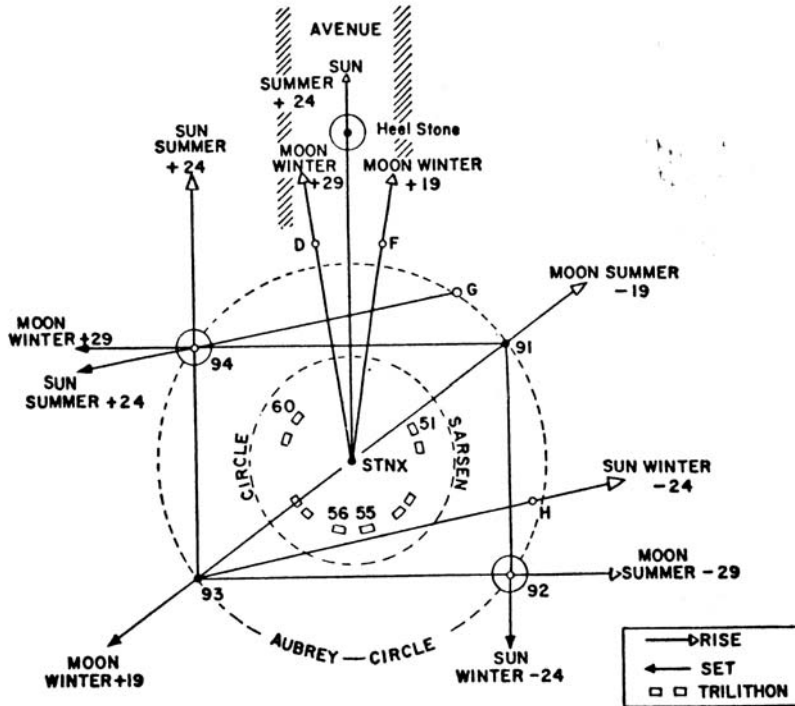 AVENUE
SUN
SUMMER
+ 24
Heel Stone
SUN
SUMMER
+24
MOON
WINTER
+29
MOON WINTER
+19
D
F
G
MOON SUMMER
-19
MOON
WINTER+29
94
91
SUN
SUMMER +24
60
51
CIRCLE
SARSEN
STNX
SUN WINTER
-24
H
56
55
MOON
SUMMER -29
93
92
AUBREY—CIRCLE
MOON
WINTER+19
SUN
WINTER-24
RISE
SET
TRILITHON